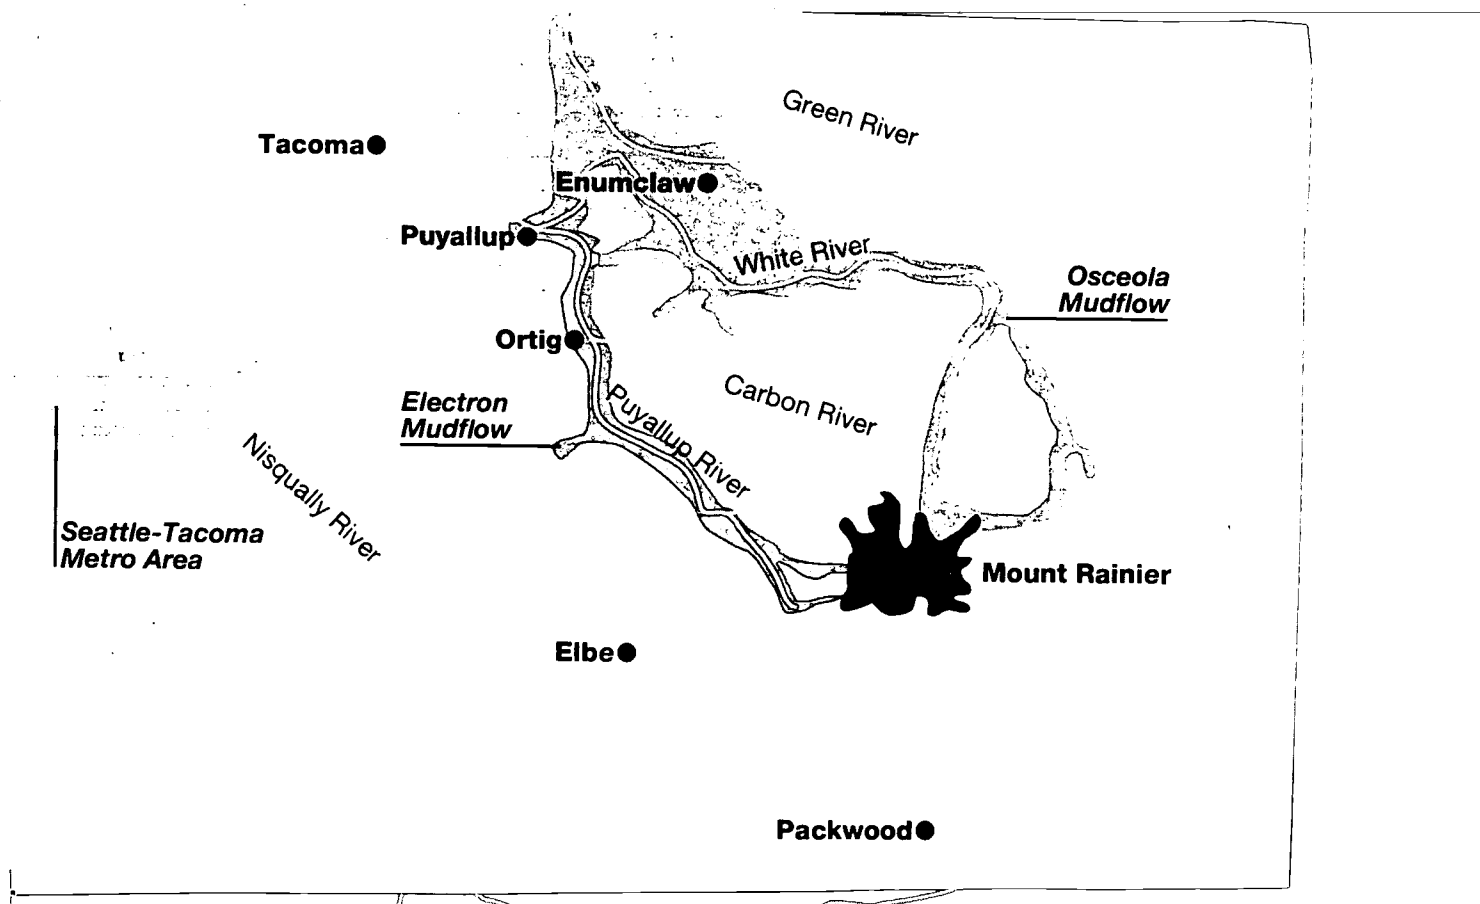 Green River
Tacoma
Enumclaw
Puyallup
White River
Osceola
Mudflow
Ortig
Carbon River
Puyallup River
Electron
Mudflow
Nisqually River
Seattle-Tacoma
Metro Area
Mount Rainier
Elbe
Packwood